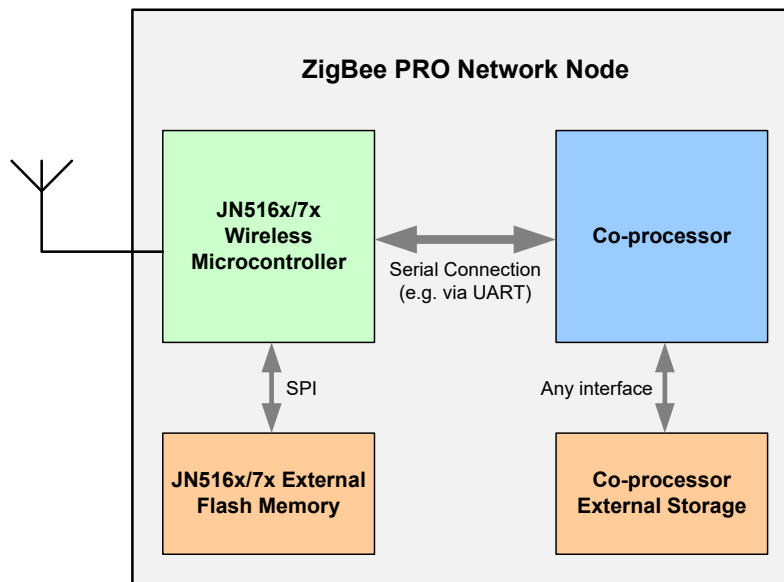 ZigBee PRO Network Node
JN516x/7x
Wireless
Microcontroller
Serial Connection
(e.g. via UART)
Co-processor
SPI
Any interface
JN516x/7x External
Flash Memory
Co-processor
External Storage